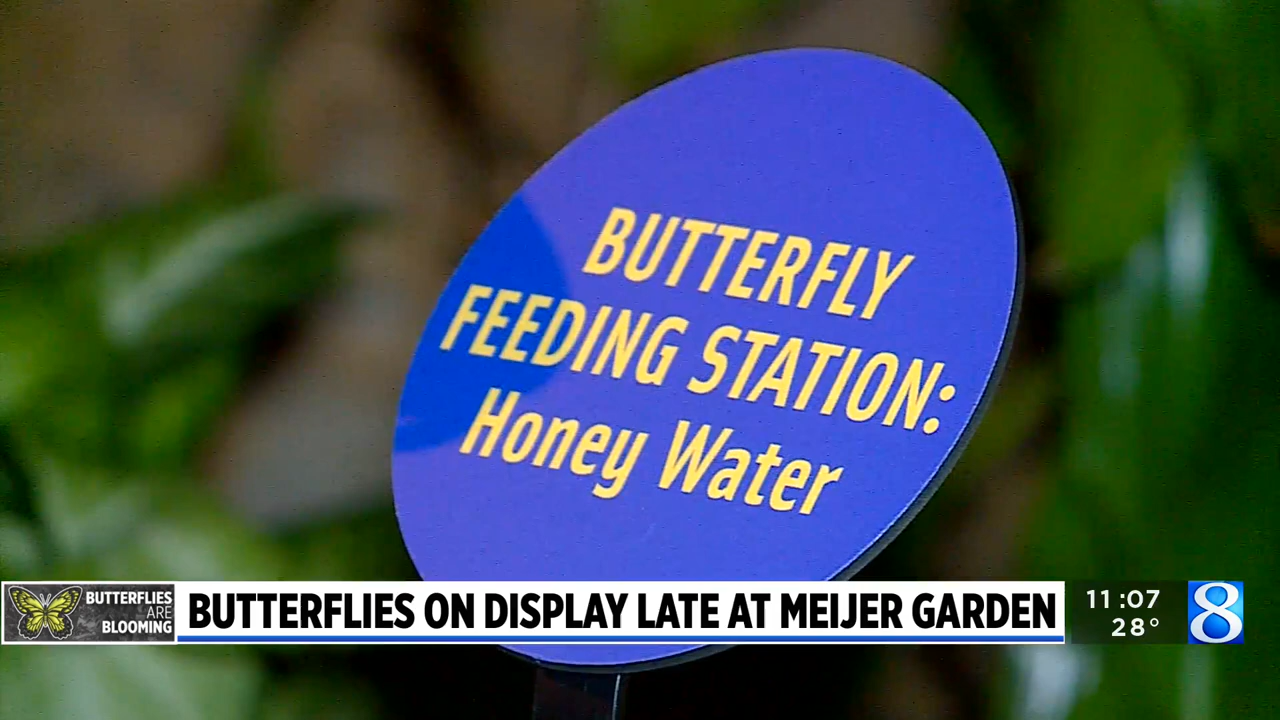 BUTTERFLY
FEEDING STATION:
Honey Water
BUTTERFLIES
ARE
BLOOMING
BUTTERFLIES ON DISPLAY LATE AT MEIJER GARDEN
11:07
28°
8